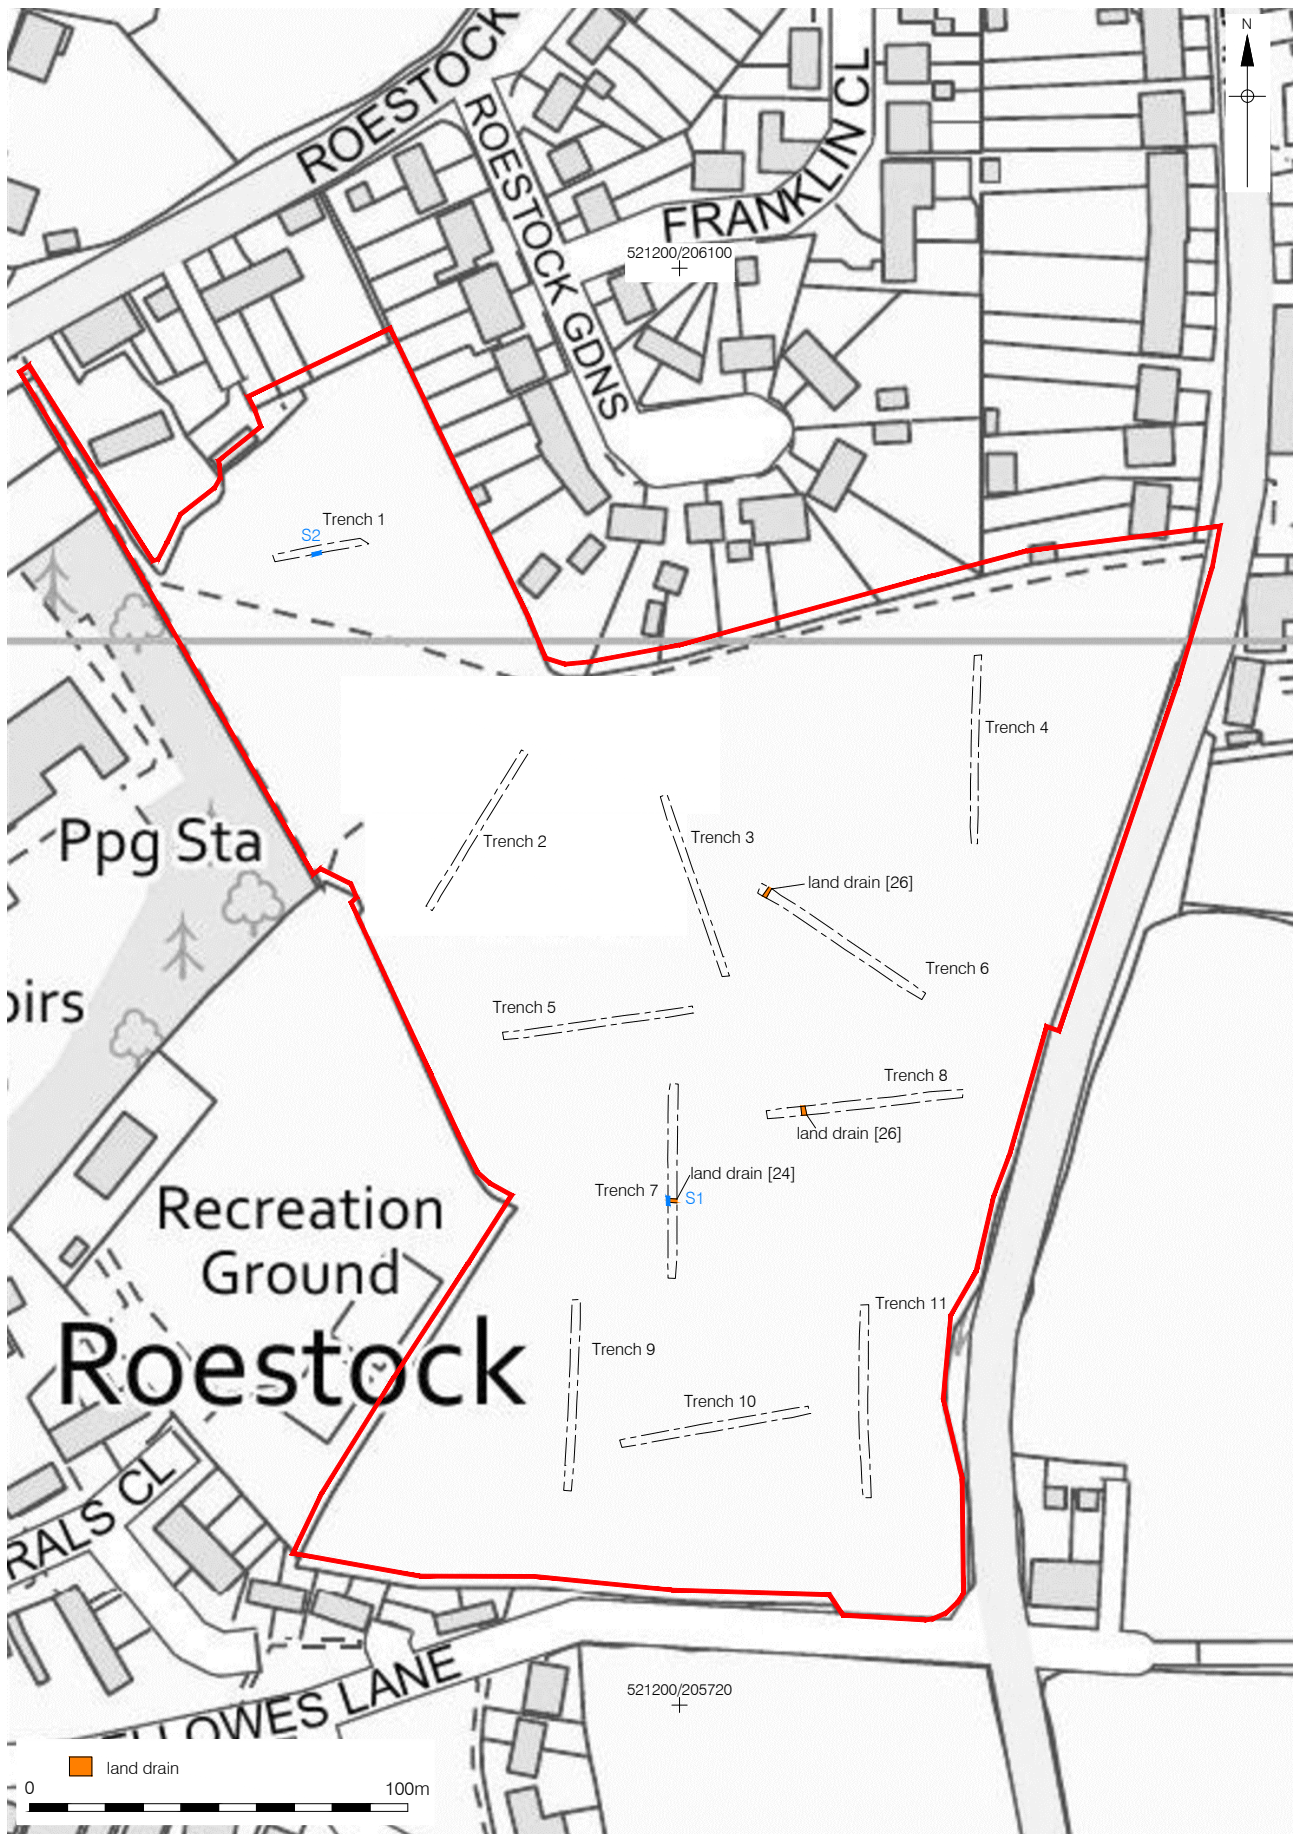 N
ROESTOCK
ROESTOCK GDNS
FRANKLIN CL
521200/206100
Trench 1
S2
Trench 4
Ppg Sta
Trench 2
Trench 3
land drain [26]
Trench 6
oirs
Trench 5
Trench 8
land drain [26]
land drain [24]
Trench 7
S1
Recreation
Ground
Roestock
Trench 11
Trench 9
Trench 10
RALS CL
LOWES LANE
521200/205720
land drain
0
100m